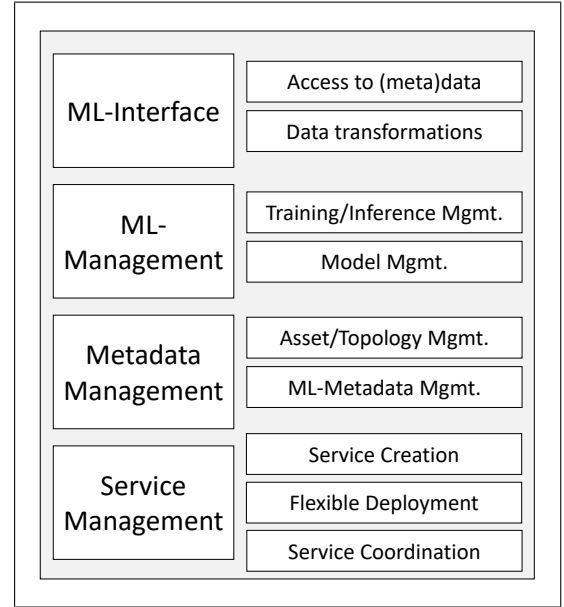 ML-Interface
Access to (meta)data
Data transformations
ML-
Management
Training/Inference Mgmt.
Model Mgmt.
Metadata
Management
Asset/Topology Mgmt.
ML-Metadata Mgmt.
Service
Management
Service Creation
Flexible Deployment
Service Coordination